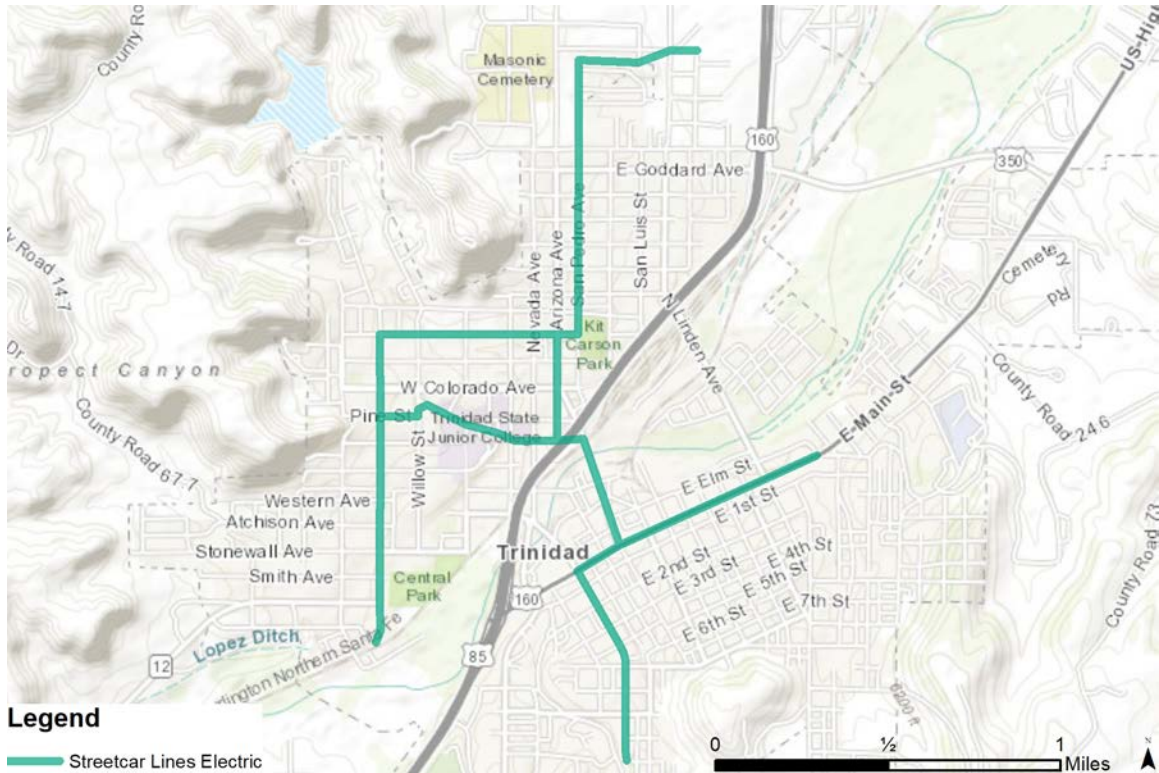 County Road
Masonic
Cemetery
US-High
160
350
E Goddard Ave
San Luis St
San Pedro Ave
Arizona Ave
Nevada Ave
Kit
Carson
Park
N Linden Ave
Cemetery Rd
ty Road 14.7
Dr
ropect Canyon
County Road 67.7
W Colorado Ave
Pine St
Trinidad State
Junior College
Willow St
E-Main-St
County Road 24.6
E Elm St
E 1st St
Western Ave
Atchison Ave
Stonewall Ave
Smith Ave
Trinidad
Central
Park
160
E 2nd St
E 3rd St
E 4th St
E 5th St
E 6th St
E 7th St
County Road 73
12
Lopez Ditch
rlington Northern Santa Fe
85
6200 ft
Legend
Streetcar Lines Electric
0 ½ 1
Miles
N